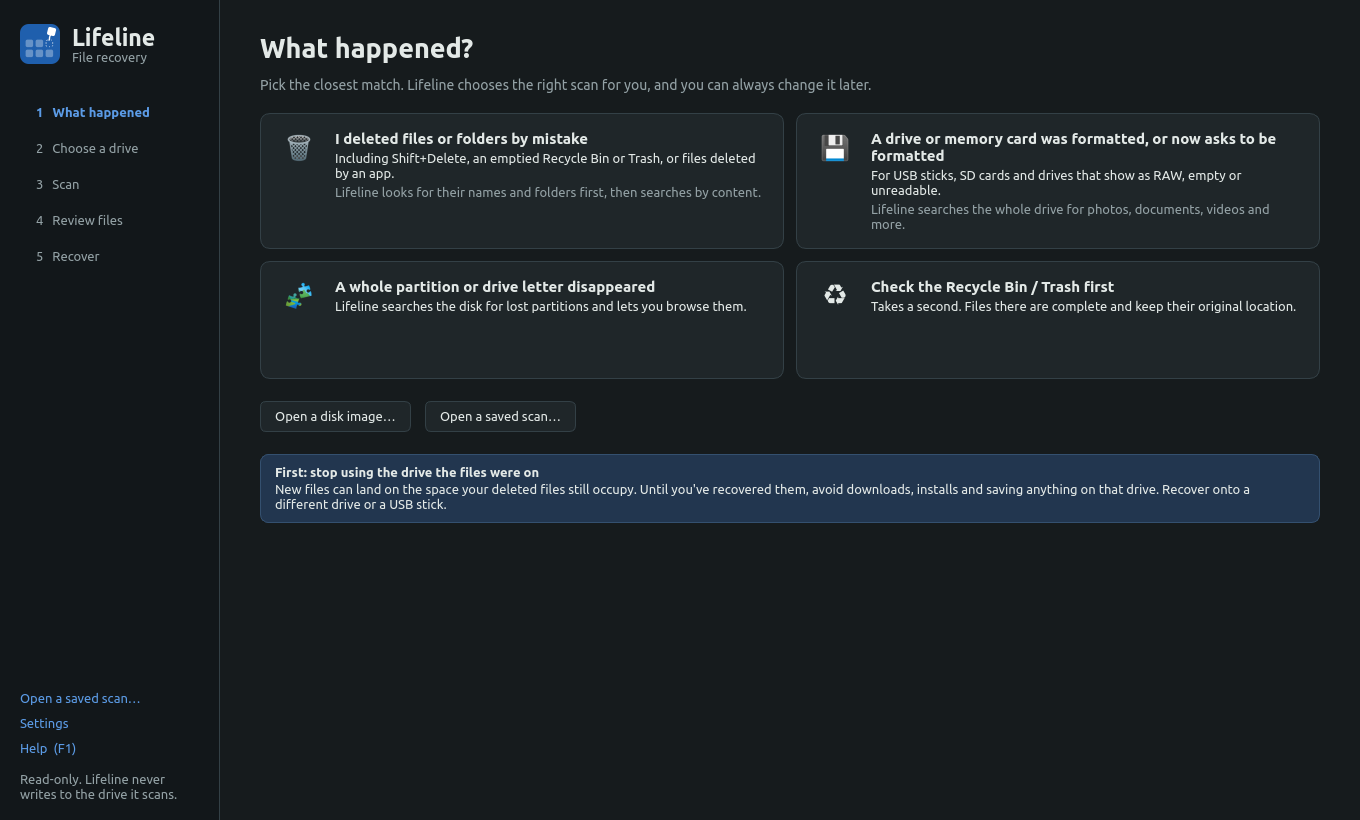 Lifeline
File recovery
1 What happened
2 Choose a drive
3 Scan
4 Review files
5 Recover
Open a saved scan…
Settings
Help (F1)
Read-only. Lifeline never
writes to the drive it scans.
What happened?
Pick the closest match. Lifeline chooses the right scan for you, and you can always change it later.
I deleted files or folders by mistake
Including Shift+Delete, an emptied Recycle Bin or Trash, or files deleted
by an app.
Lifeline looks for their names and folders first, then searches by content.
A drive or memory card was formatted, or now asks to be
formatted
For USB sticks, SD cards and drives that show as RAW, empty or
unreadable.
Lifeline searches the whole drive for photos, documents, videos and
more.
A whole partition or drive letter disappeared
Lifeline searches the disk for lost partitions and lets you browse them.
Check the Recycle Bin / Trash first
Takes a second. Files there are complete and keep their original location.
Open a disk image…
Open a saved scan…
First: stop using the drive the files were on
New files can land on the space your deleted files still occupy. Until you've recovered them, avoid downloads, installs and saving anything on that drive. Recover onto a
different drive or a USB stick.